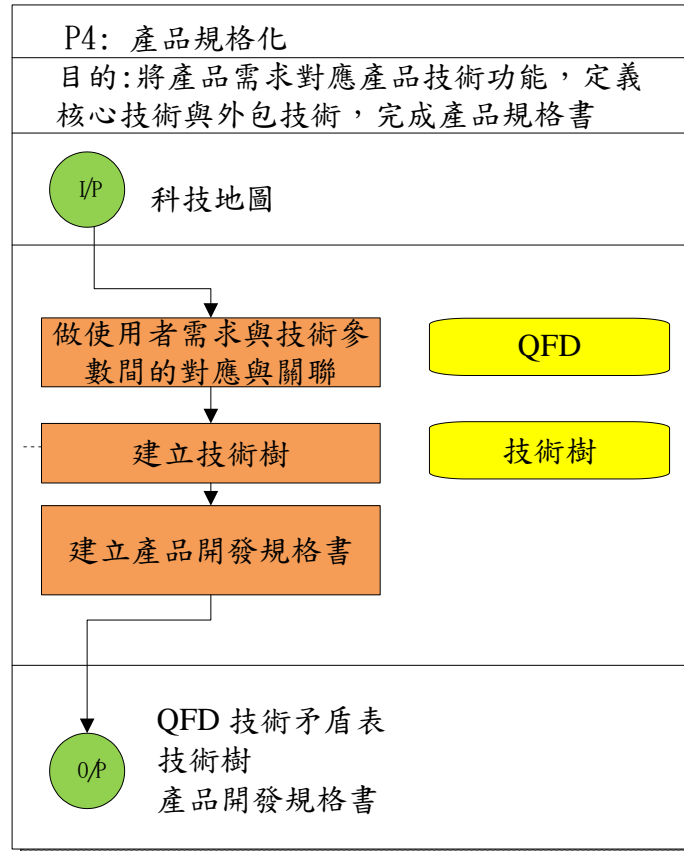 P4: 產品規格化
目的:將產品需求對應產品技術功能，定義
核心技術與外包技術，完成產品規格書
I/P
科技地圖
做使用者需求與技術參
數間的對應與關聯
QFD
建立技術樹
技術樹
建立產品開發規格書
O/P
QFD 技術矛盾表
技術樹
產品開發規格書